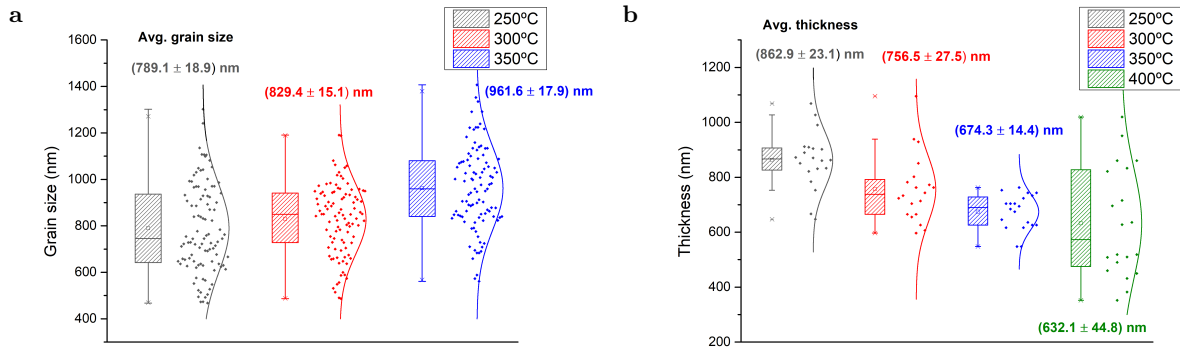 a
Avg. grain size
(789.1 ± 18.9) nm
(829.4 ± 15.1) nm
(961.6 ± 17.9) nm
250ºC
300ºC
350ºC
Grain size (nm)
1600
1400
1200
1000
800
600
400
b
Avg. thickness
(862.9 ± 23.1) nm
(756.5 ± 27.5) nm
(674.3 ± 14.4) nm
(632.1 ± 44.8) nm
250ºC
300ºC
350ºC
400ºC
Thickness (nm)
1200
1000
800
600
400
200